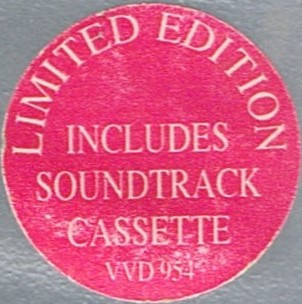 LIMITED EDITION
INCLUDES
SOUNDTRACK
CASSETTE
VVD 954